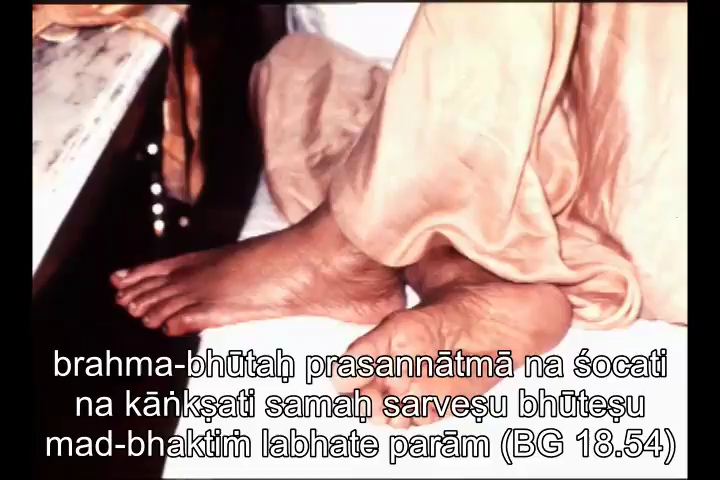 brahma-bhūtaḥ prasannātmā na śocati
na kāṅkṣati samaḥ sarveṣu bhūteṣu
mad-bhaktiṁ labhate parām (BG 18.54)